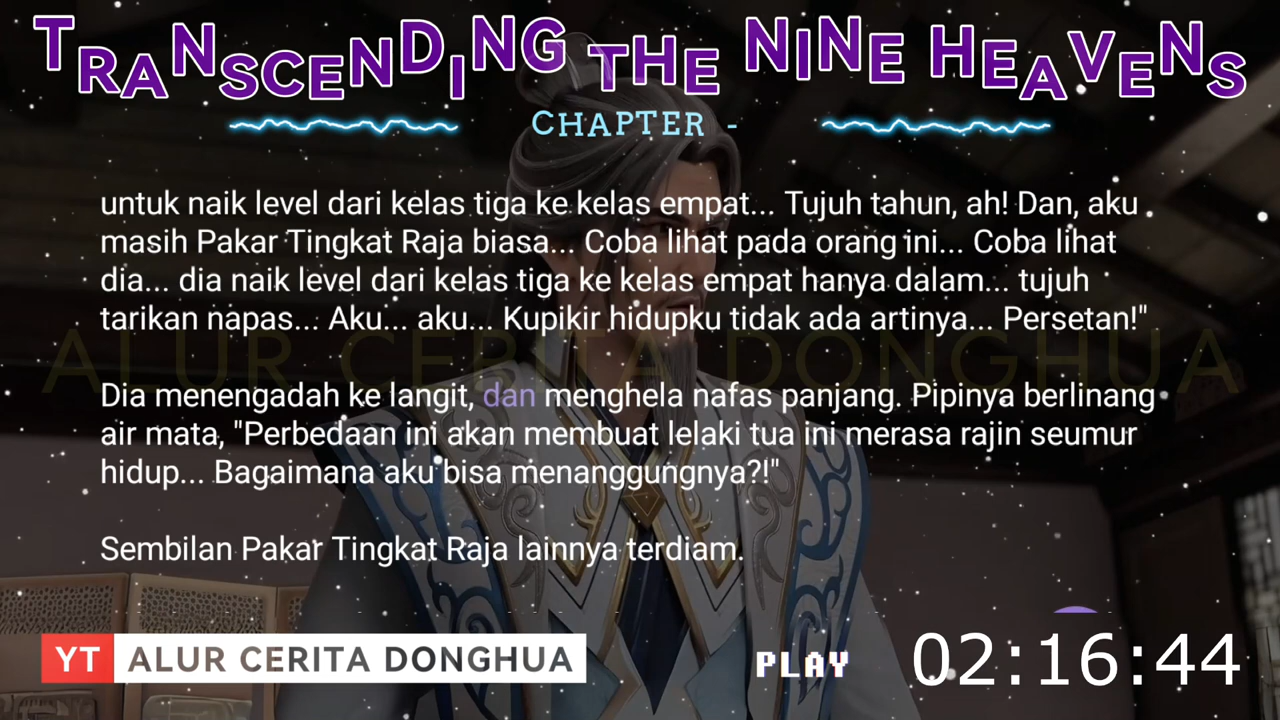 TRANSCENDING THE NINE HEAVENS
CHAPTER -
untuk naik level dari kelas tiga ke kelas empat... Tujuh tahun, ah! Dan, aku
masih Pakar Tingkat Raja biasa... Coba lihat pada orang ini... Coba lihat
dia... dia naik level dari kelas tiga ke kelas empat hanya dalam... tujuh
tarikan napas... Aku... aku... Kupikir hidupku tidak ada artinya... Persetan!"
ALUR CERITA DONGHUA
Dia menengadah ke langit, dan menghela nafas panjang. Pipinya berlinang
air mata, "Perbedaan ini akan membuat lelaki tua ini merasa rajin seumur
hidup... Bagaimana aku bisa menanggungnya?!"
Sembilan Pakar Tingkat Raja lainnya terdiam.
YT ALUR CERITA DONGHUA
PLAY 02:16:44